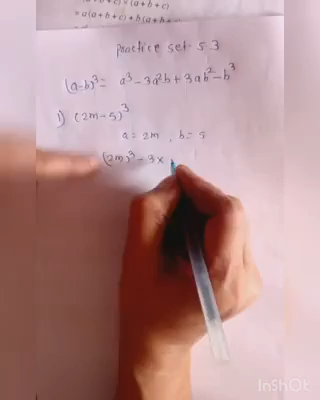 = a(a+b+c)+b(a+b+
practice set 5.3
(a-b)³ = a³-3a²b+3ab²-b³
1) (2m-5)³
a = 2m , b = 5
(2m)³ - 3×
InShOt